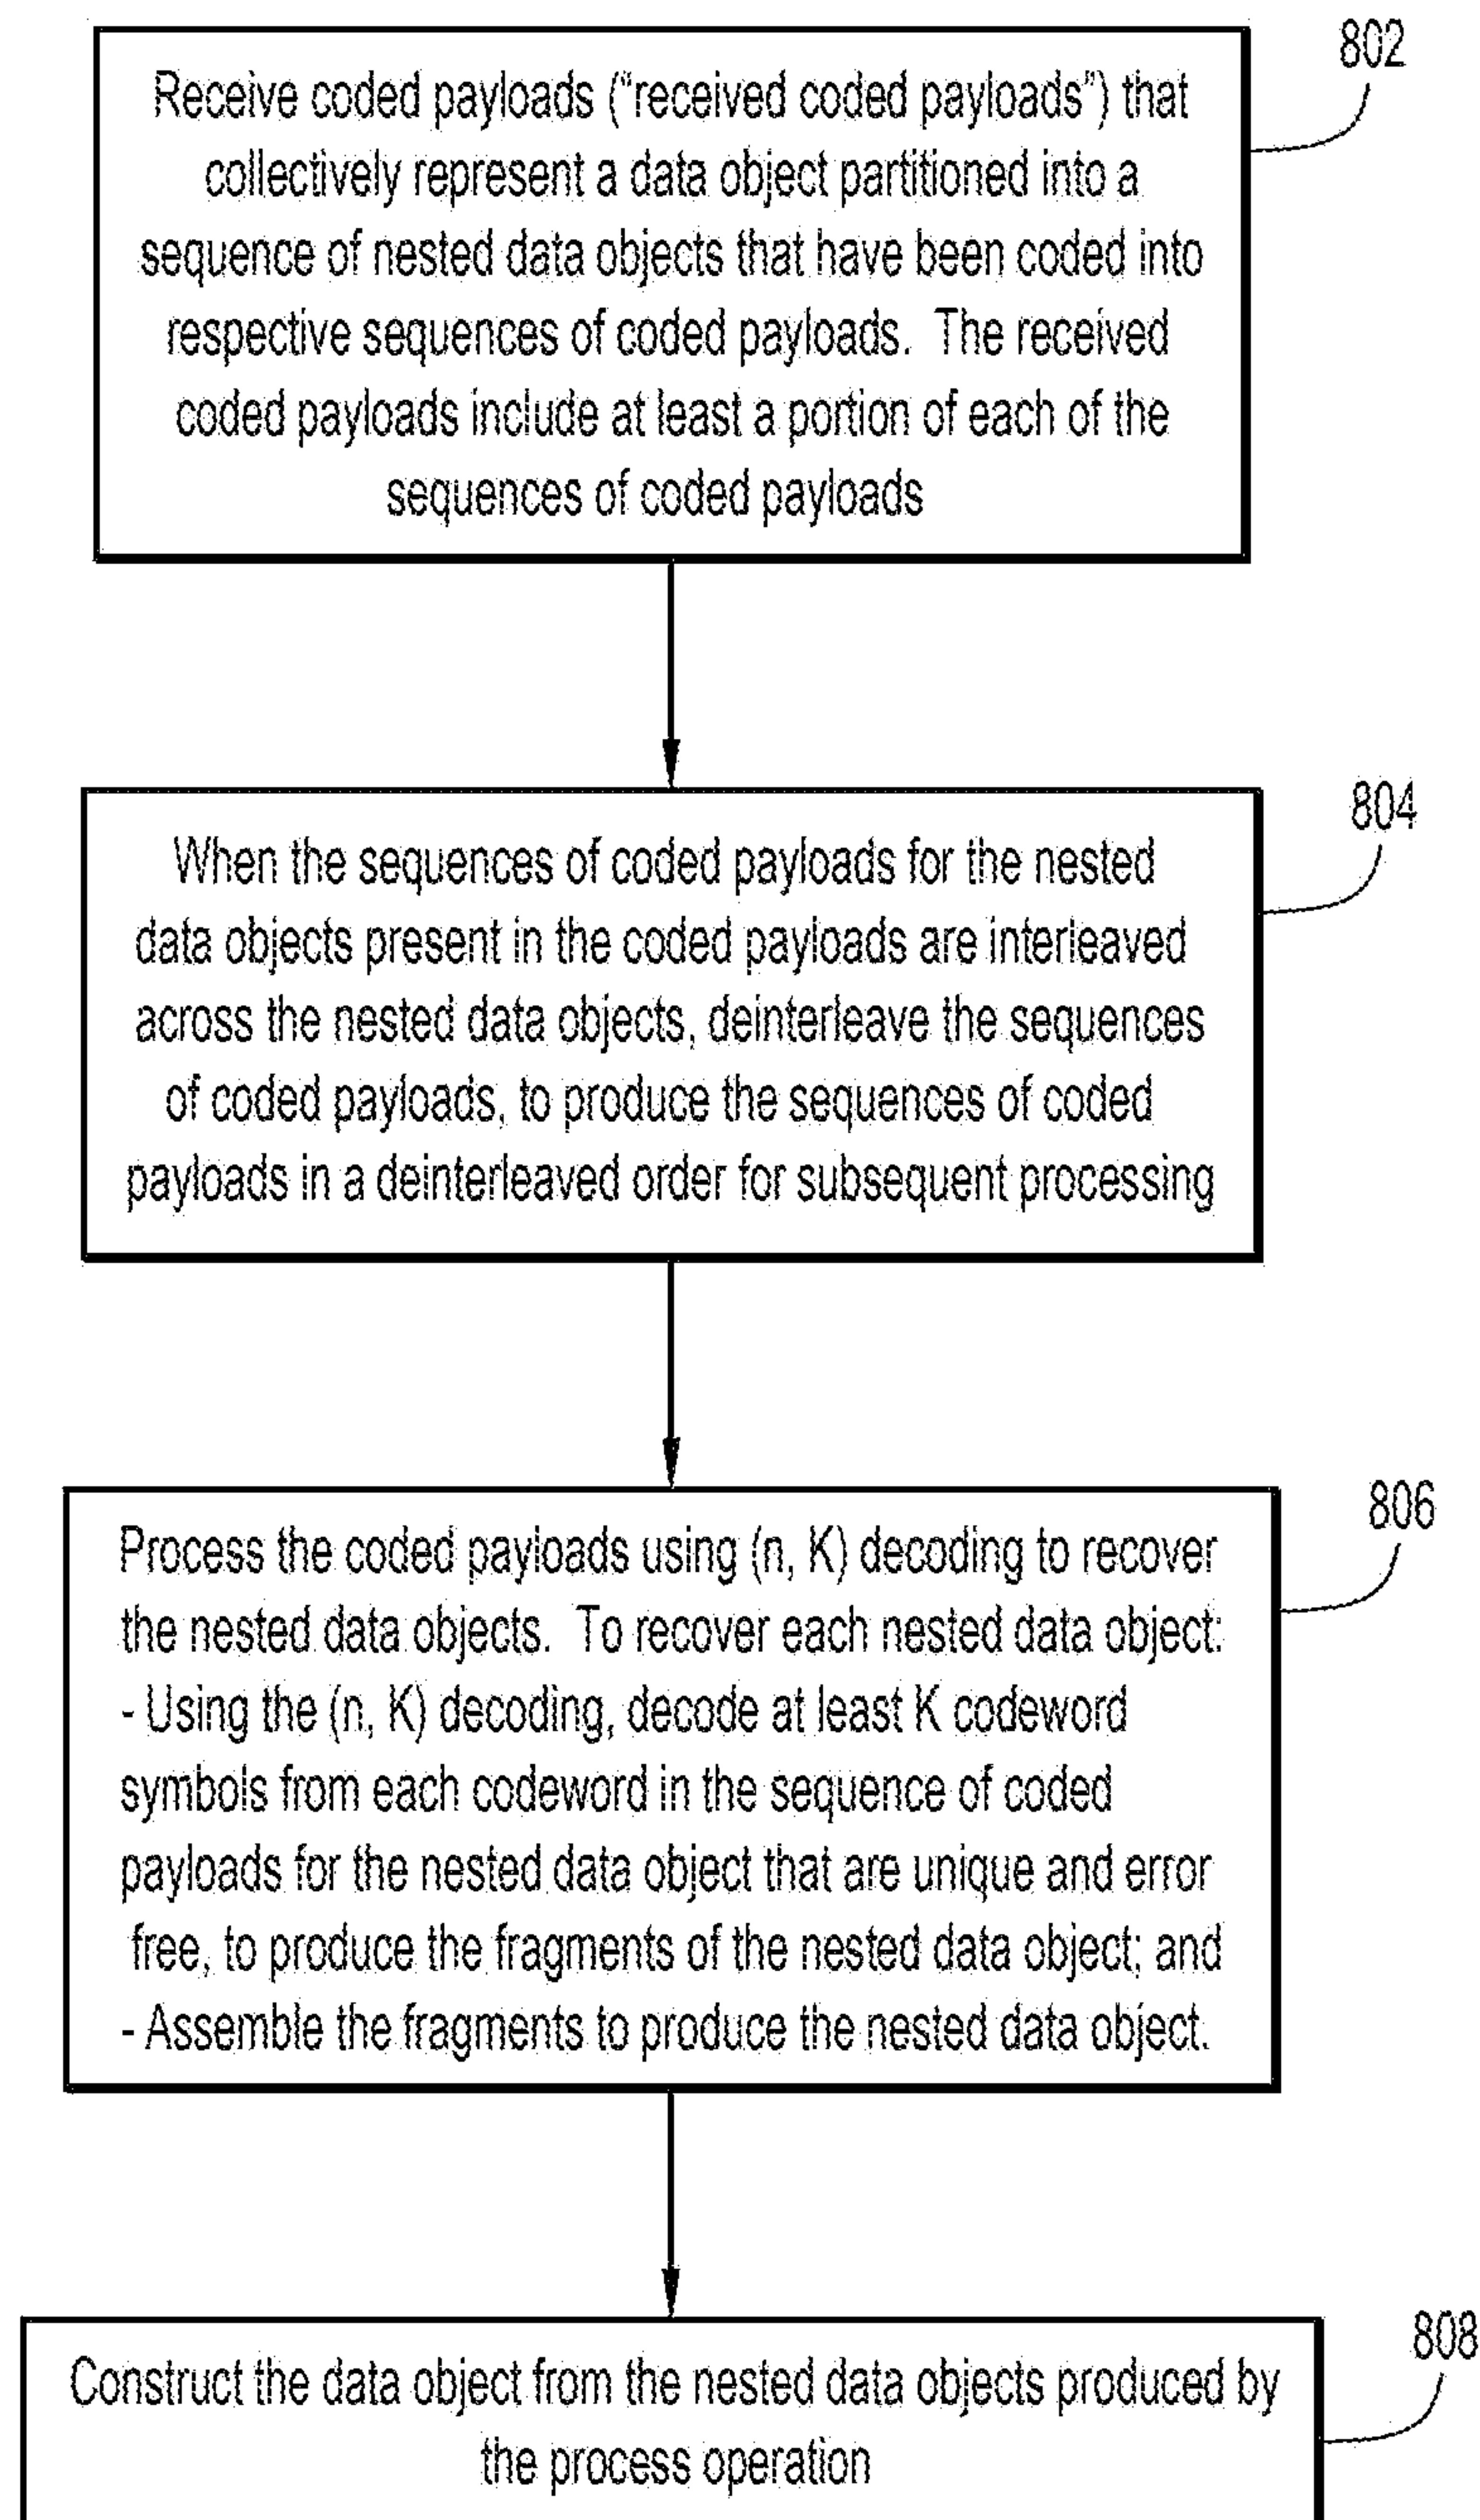 802
Receive coded payloads (“received coded payloads”) that
collectively represent a data object partitioned into a
sequence of nested data objects that have been coded into
respective sequences of coded payloads. The received
coded payloads include at least a portion of each of the
sequences of coded payloads
804
When the sequences of coded payloads for the nested
data objects present in the coded payloads are interleaved
across the nested data objects, deinterleave the sequences
of coded payloads, to produce the sequences of coded
payloads in a deinterleaved order for subsequent processing
806
Process the coded payloads using (n, K) decoding to recover
the nested data objects. To recover each nested data object:
- Using the (n, K) decoding, decode at least K codeword
symbols from each codeword in the sequence of coded
payloads for the nested data object that are unique and error
free, to produce the fragments of the nested data object; and
- Assemble the fragments to produce the nested data object.
808
Construct the data object from the nested data objects produced by
the process operation